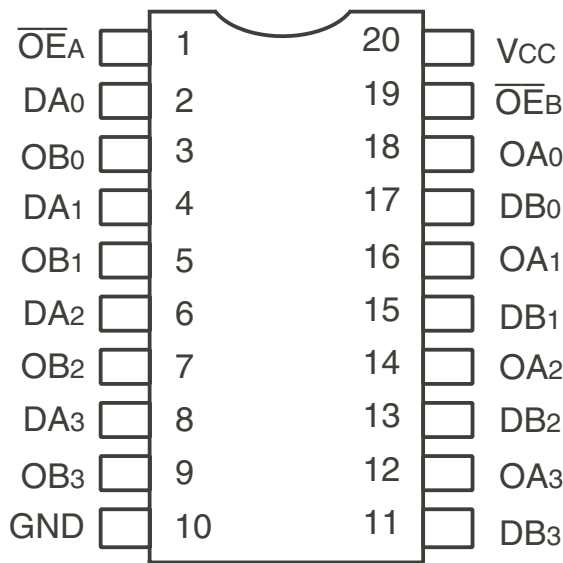 O̅E̅A 1 20 VCC
DA0 2 19 O̅E̅B
OB0 3 18 OA0
DA1 4 17 DB0
OB1 5 16 OA1
DA2 6 15 DB1
OB2 7 14 OA2
DA3 8 13 DB2
OB3 9 12 OA3
GND 10 11 DB3